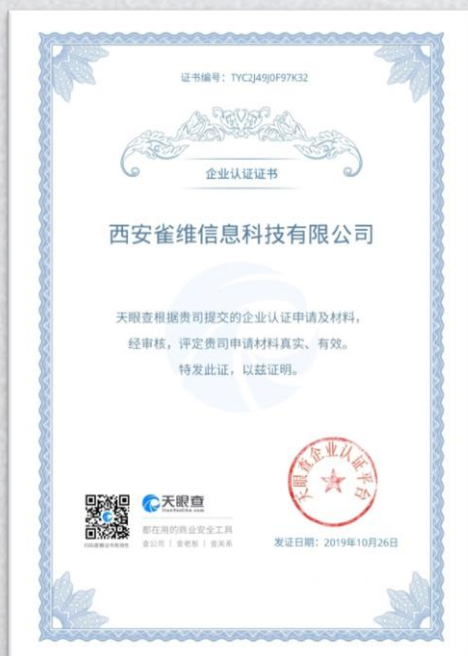 证书编号：TYC2J49J0F97K32
企业认证证书
西安雀维信息科技有限公司
天眼查根据贵司提交的企业认证申请及材料，
经审核，评定贵司申请材料真实、有效。
特发此证，以兹证明。
天眼查企业认证平台
天眼查
TianYanCha.com
都在用的商业安全工具
查公司｜查老板｜查关系
发证日期：2019年10月26日